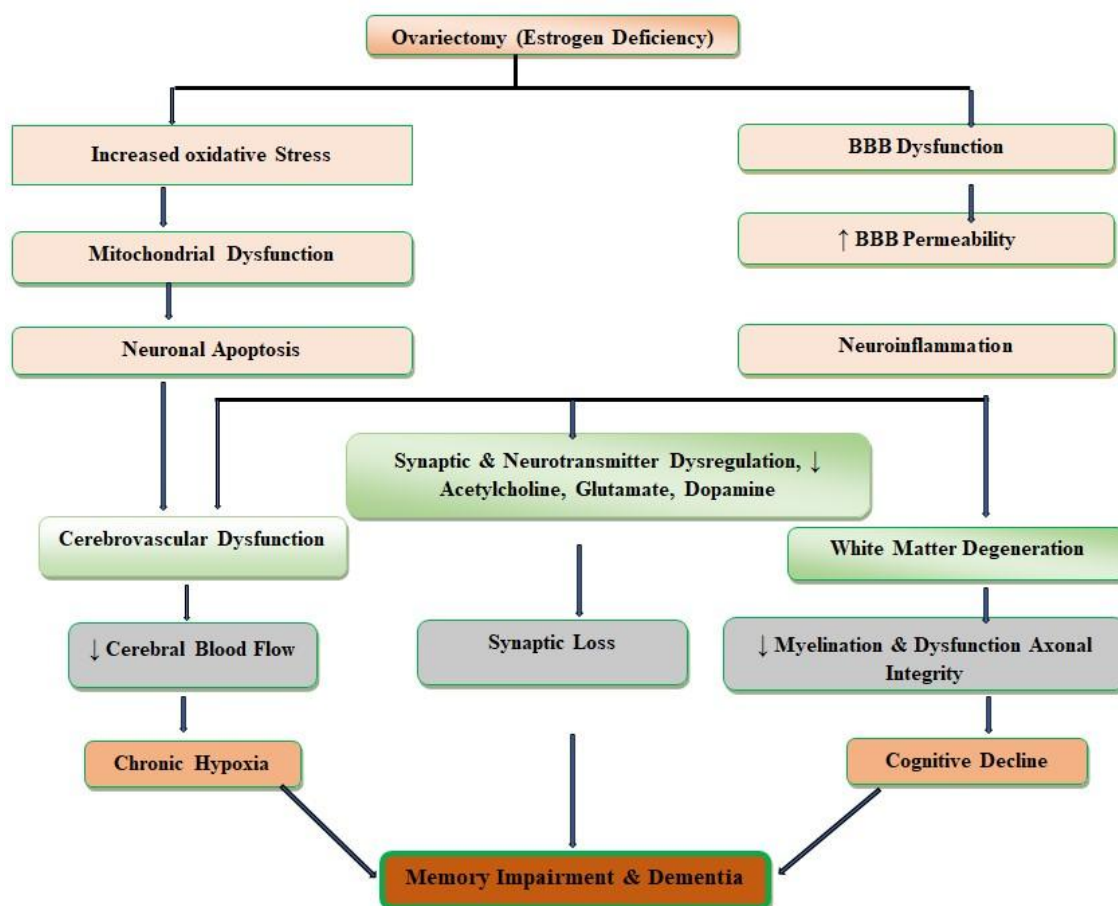 Ovariectomy (Estrogen Deficiency)
Increased oxidative Stress
BBB Dysfunction
Mitochondrial Dysfunction
↑ BBB Permeability
Neuronal Apoptosis
Neuroinflammation
Synaptic & Neurotransmitter Dysregulation, ↓
Acetylcholine, Glutamate, Dopamine
Cerebrovascular Dysfunction
White Matter Degeneration
↓ Cerebral Blood Flow
Synaptic Loss
↓ Myelination & Dysfunction Axonal
Integrity
Chronic Hypoxia
Cognitive Decline
Memory Impairment & Dementia